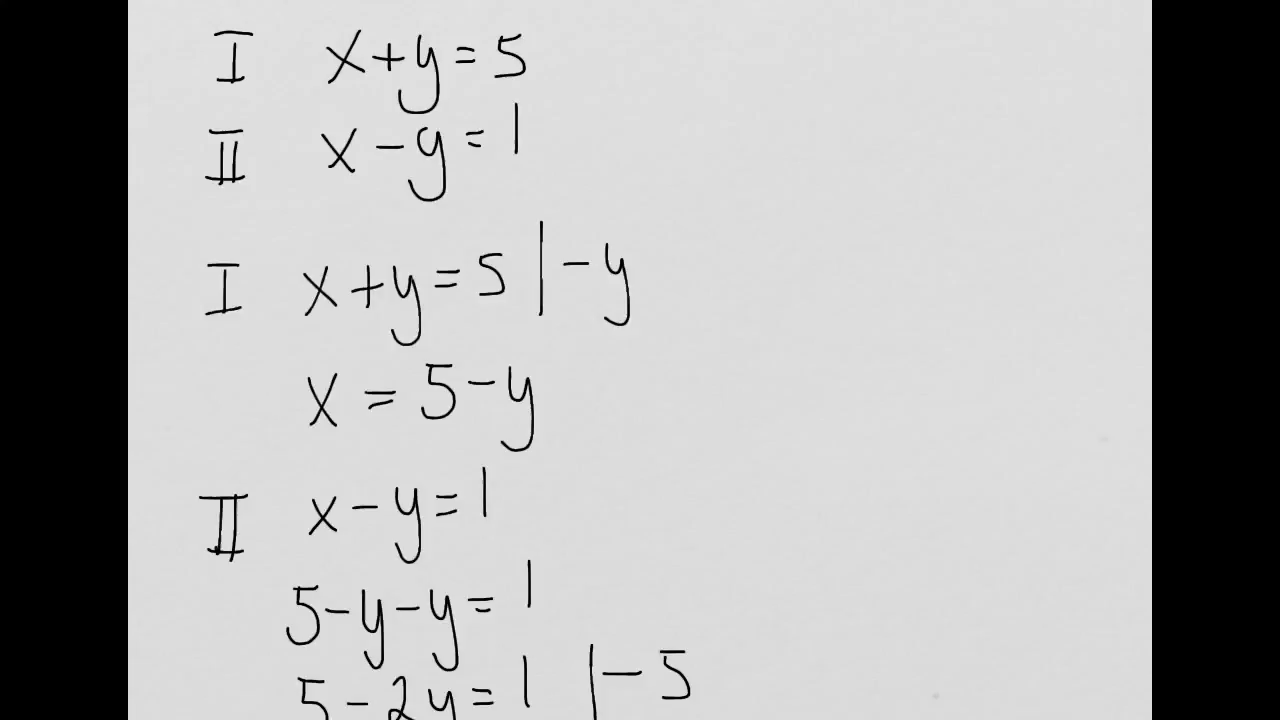 I x+y=5
II x-y=1
I x+y=5 | -y
x = 5-y
II x-y=1
5-y-y=1
5-2y=1 |-5